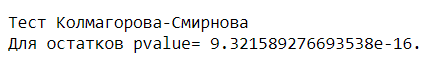 Тест Колмагорова-Смирнова
Для остатков pvalue= 9.321589276693538e-16.